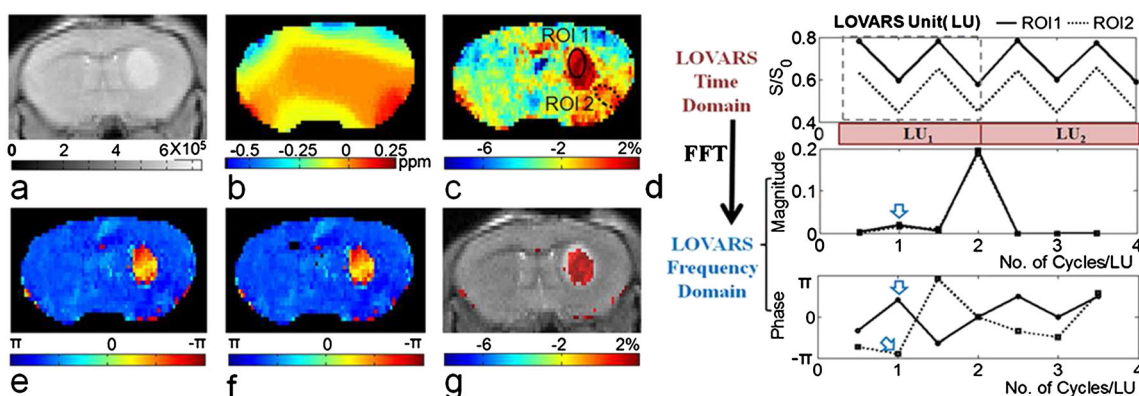 0 2 4 6X10⁵
a
-0.5 -0.25 0 0.25
ppm
b
ROI 1
ROI 2
-6 -4 -2 2%
c
π 0 -π
e
π 0 -π
f
-6 -4 -2 2%
g
d
LOVARS
Time
Domain
FFT
LOVARS
Frequency
Domain
LOVARS Unit( LU) ROI1 ROI2
S/S₀
0.8
0.6
0.4
0
LU₁ LU₂
Magnitude
0.2
0.1
0
0 1 2 3 4
No. of Cycles/LU
Phase
π
0
-π
0 1 2 3 4
No. of Cycles/LU